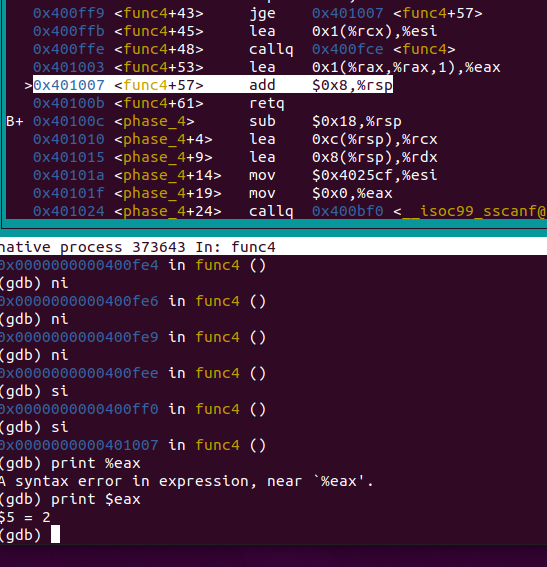 0x400ff9 <func4+43> jge 0x401007 <func4+57>
0x400ffb <func4+45> lea 0x1(%rcx),%esi
0x400ffe <func4+48> callq 0x400fce <func4>
0x401003 <func4+53> lea 0x1(%rax,%rax,1),%eax
>0x401007 <func4+57> add $0x8,%rsp
0x40100b <func4+61> retq
B+ 0x40100c <phase_4> sub $0x18,%rsp
0x401010 <phase_4+4> lea 0xc(%rsp),%rcx
0x401015 <phase_4+9> lea 0x8(%rsp),%rdx
0x40101a <phase_4+14> mov $0x4025cf,%esi
0x40101f <phase_4+19> mov $0x0,%eax
0x401024 <phase_4+24> callq 0x400bf0 <__isoc99_sscanf@
native process 373643 In: func4
0x0000000000400fe4 in func4 ()
(gdb) ni
0x0000000000400fe6 in func4 ()
(gdb) ni
0x0000000000400fe9 in func4 ()
(gdb) ni
0x0000000000400fee in func4 ()
(gdb) si
0x0000000000400ff0 in func4 ()
(gdb) si
0x0000000000401007 in func4 ()
(gdb) print %eax
A syntax error in expression, near `%eax'.
(gdb) print $eax
$5 = 2
(gdb)